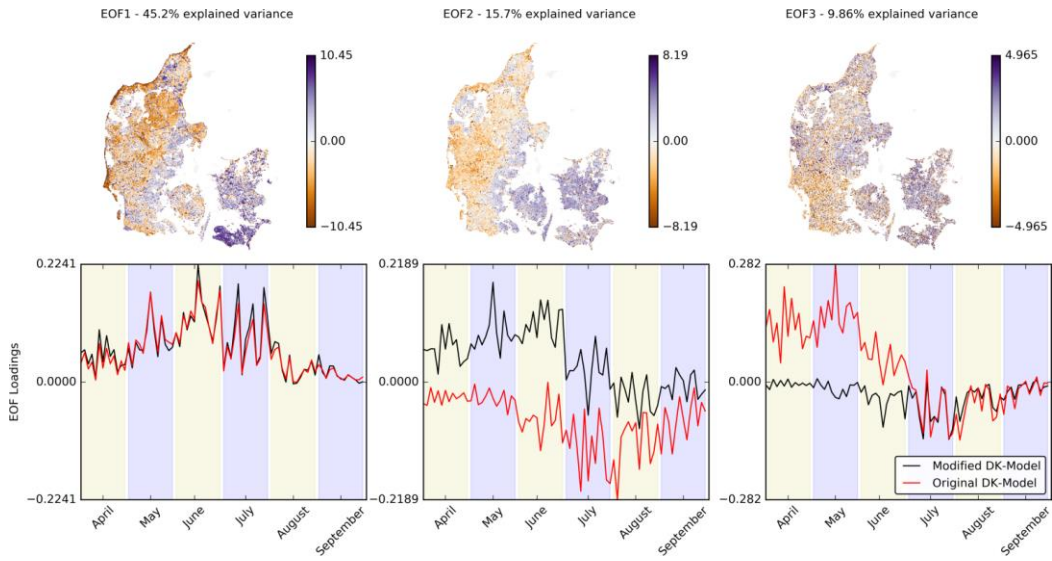 EOF1 - 45.2% explained variance
EOF2 - 15.7% explained variance
EOF3 - 9.86% explained variance
10.45
0.00
−10.45
8.19
0.00
−8.19
4.965
0.000
−4.965
EOF Loadings
0.2241
0.0000
−0.2241
April
May
June
July
August
September
0.2189
0.0000
−0.2189
April
May
June
July
August
September
0.282
0.000
−0.282
Modified DK-Model
Original DK-Model
April
May
June
July
August
September